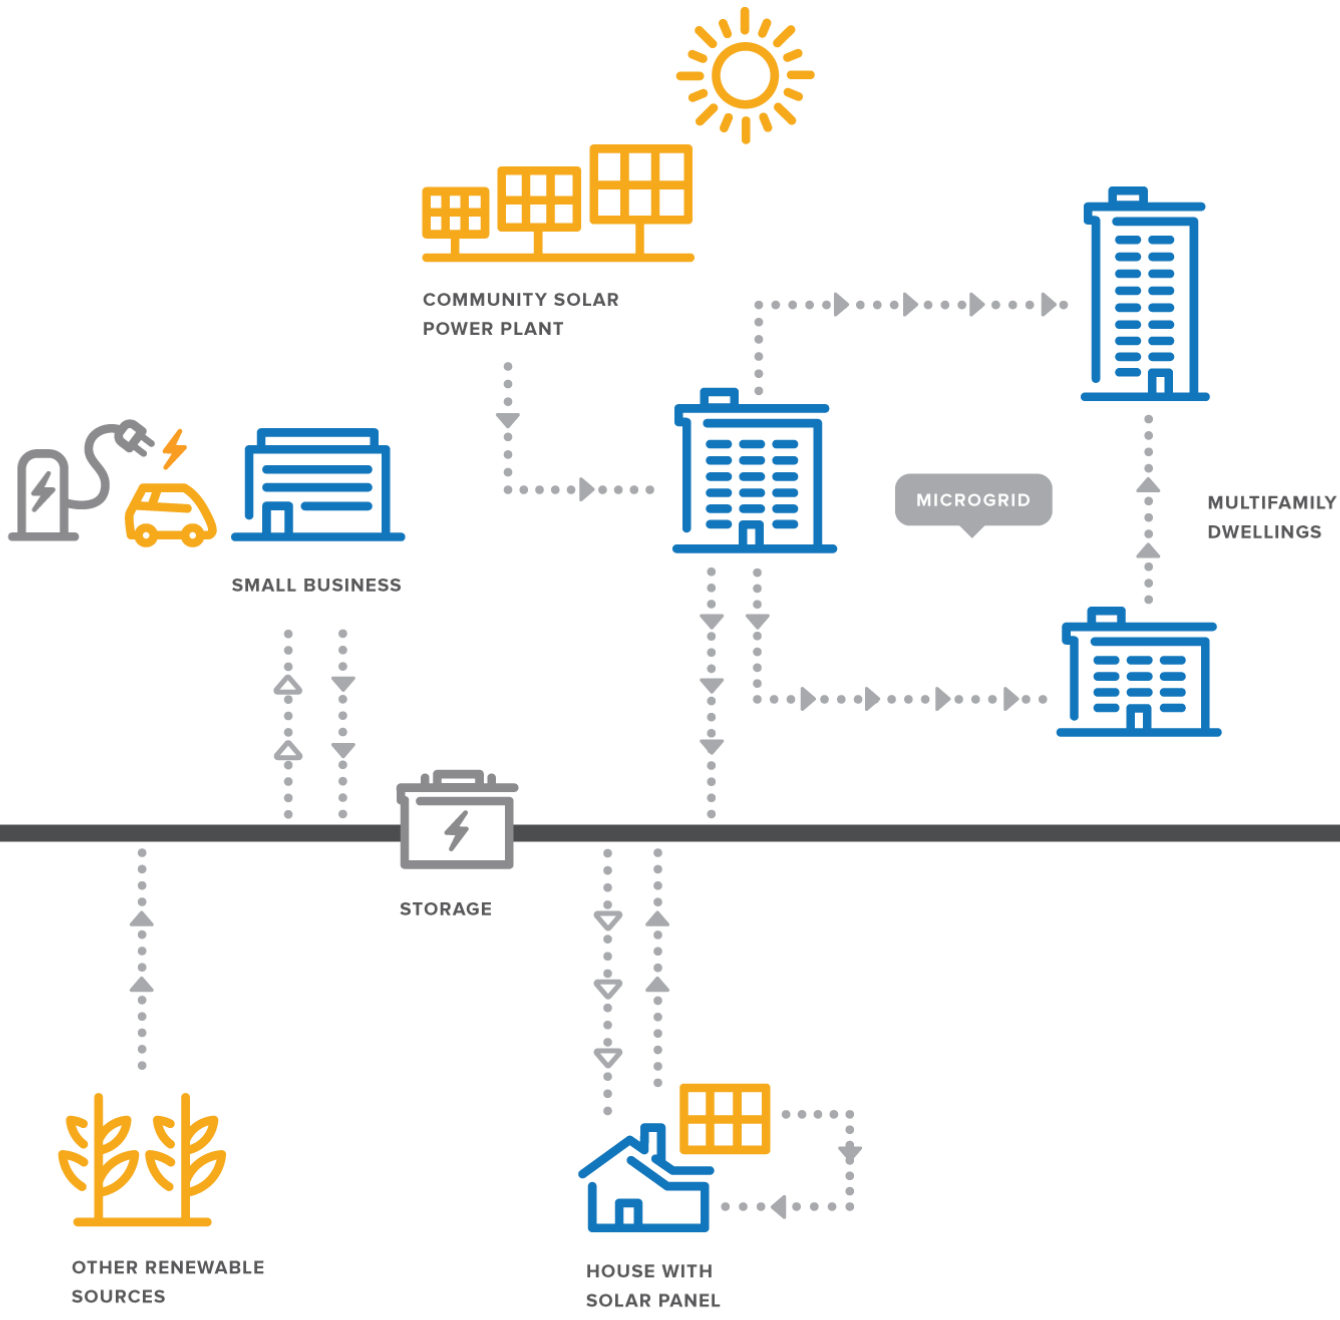 COMMUNITY SOLAR
POWER PLANT
MICROGRID
MULTIFAMILY
DWELLINGS
SMALL BUSINESS
STORAGE
OTHER RENEWABLE
SOURCES
HOUSE WITH
SOLAR PANEL